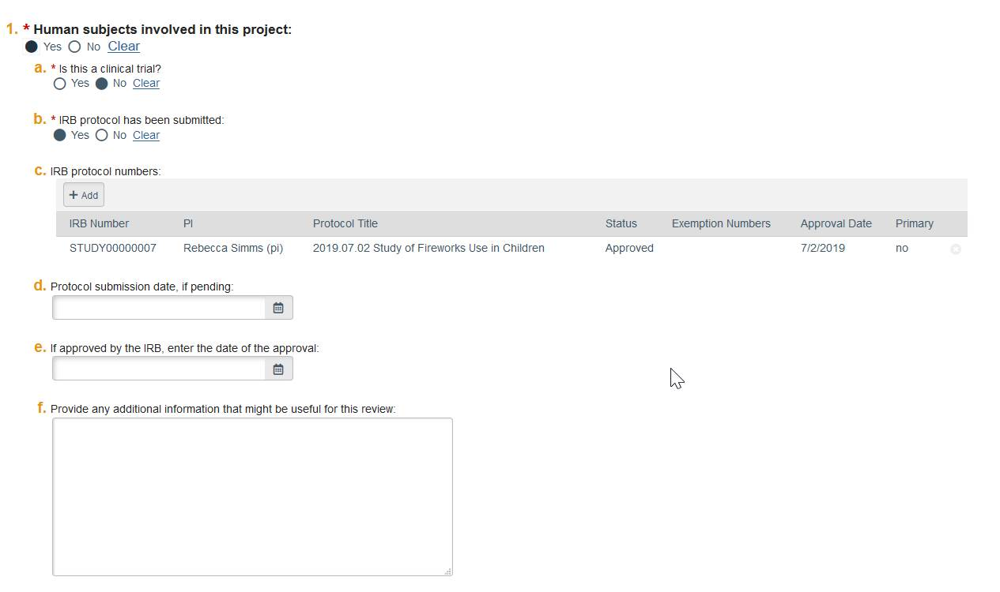 1. * Human subjects involved in this project:
Yes No Clear
a. * Is this a clinical trial?
Yes No Clear
b. * IRB protocol has been submitted:
Yes No Clear
c. IRB protocol numbers:
+ Add
IRB Number PI Protocol Title Status Exemption Numbers Approval Date Primary
STUDY00000007 Rebecca Simms (pi) 2019.07.02 Study of Fireworks Use in Children Approved 7/2/2019 no
d. Protocol submission date, if pending:
e. If approved by the IRB, enter the date of the approval:
f. Provide any additional information that might be useful for this review: